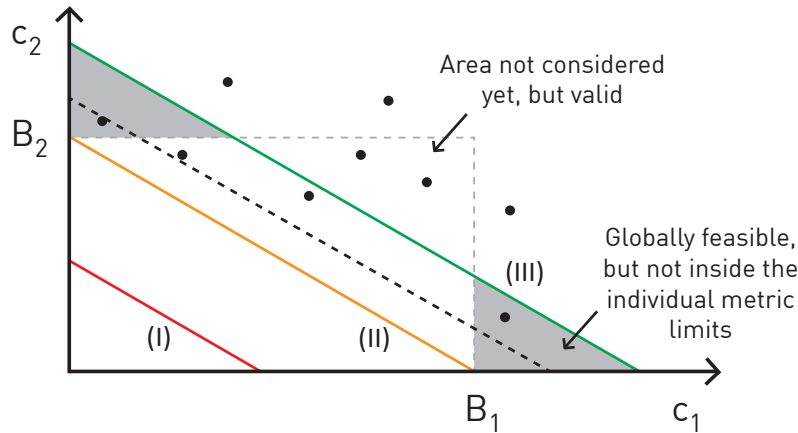 c₂
Area not considered
yet, but valid
B₂
Globally feasible,
but not inside the
individual metric
limits
(III)
(I)
(II)
B₁
c₁